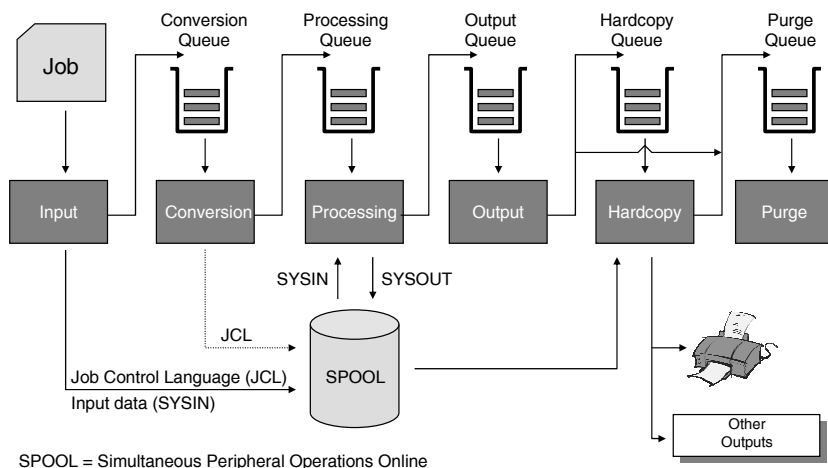 Conversion
Queue
Processing
Queue
Output
Queue
Hardcopy
Queue
Purge
Queue
Job
Input
Conversion
Processing
Output
Hardcopy
Purge
SYSIN
SYSOUT
JCL
SPOOL
Job Control Language (JCL)
Input data (SYSIN)
Other
Outputs
SPOOL = Simultaneous Peripheral Operations Online